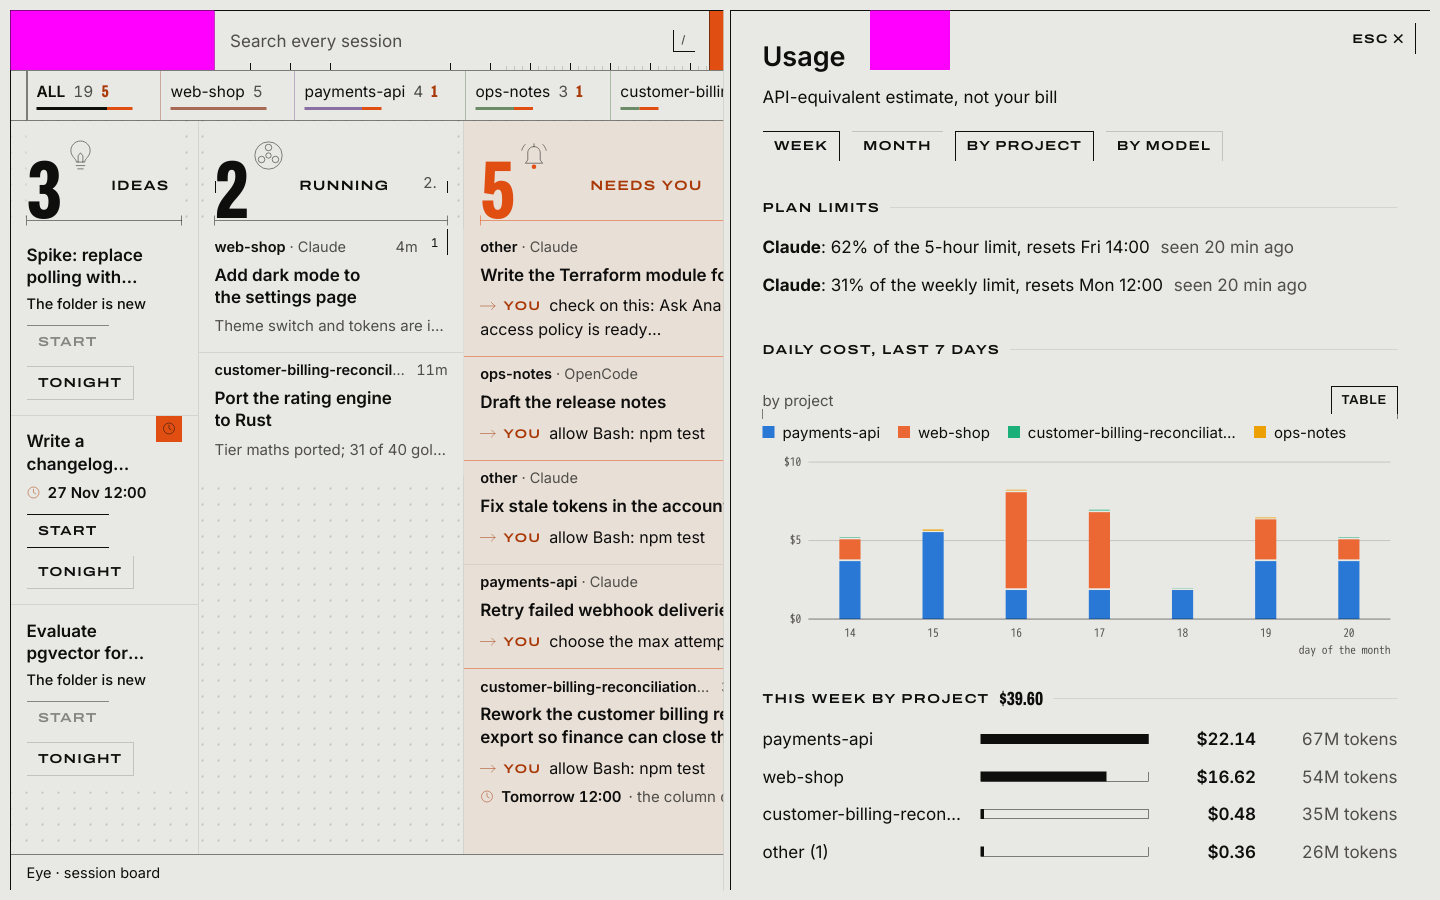 Search every session
/
ALL 19 5
web-shop 5
payments-api 4 1
ops-notes 3 1
3 IDEAS
Spike: replace
polling with...
The folder is new
START
TONIGHT
Write a
changelog...
27 Nov 12:00
START
TONIGHT
Evaluate
pgvector for...
The folder is new
START
TONIGHT
2 RUNNING 2.
web-shop · Claude 4m 1
Add dark mode to
the settings page
Theme switch and tokens are i...
customer-billing-reconcil... 11m
Port the rating engine
to Rust
Tier maths ported; 31 of 40 gol...
5 NEEDS YOU
other · Claude
Write the Terraform module
→ YOU check on this: Ask Ana
access policy is ready...
ops-notes · OpenCode
Draft the release notes
→ YOU allow Bash: npm test
other · Claude
Fix stale tokens in the
→ YOU allow Bash: npm test
payments-api · Claude
Retry failed webhook
→ YOU choose the max
customer-billing-reconciliation...
Rework the customer billing
export so finance can close
→ YOU allow Bash: npm test
Tomorrow 12:00 · the column
Eye · session board
Usage
ESC ×
API-equivalent estimate, not your bill
WEEK MONTH BY PROJECT BY MODEL
PLAN LIMITS
Claude: 62% of the 5-hour limit, resets Fri 14:00 seen 20 min ago
Claude: 31% of the weekly limit, resets Mon 12:00 seen 20 min ago
DAILY COST, LAST 7 DAYS
by project
TABLE
payments-api web-shop customer-billing-reconciliat... ops-notes
$10
$5
$0
14 15 16 17 18 19 20
day of the month
THIS WEEK BY PROJECT $39.60
payments-api $22.14 67M tokens
web-shop $16.62 54M tokens
customer-billing-recon... $0.48 35M tokens
other (1) $0.36 26M tokens